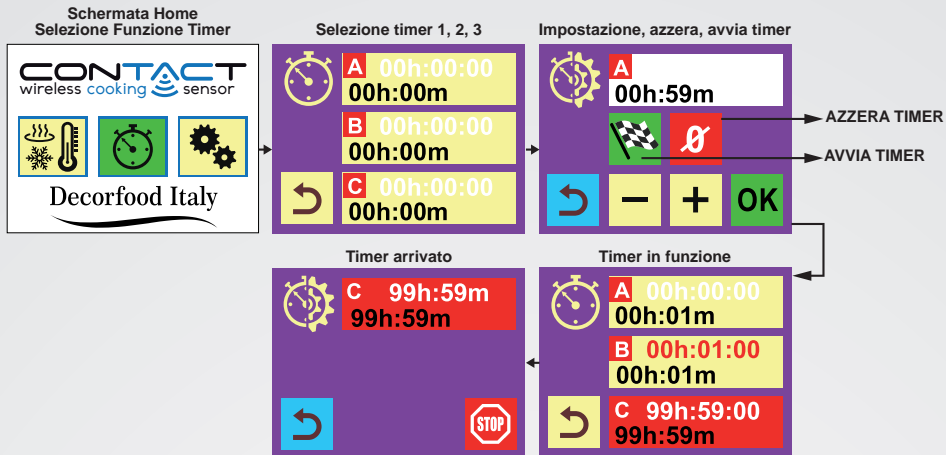 Schermata Home
Selezione Funzione Timer
CONTACT
wireless cooking sensor
Decorfood Italy
Selezione timer 1, 2, 3
A 00h:00:00
00h:00m
B 00h:00:00
00h:00m
C 00h:00:00
00h:00m
Impostazione, azzera, avvia timer
A
00h:59m
0
AZZERA TIMER
AVVIA TIMER
− + OK
Timer in funzione
A 00h:00:00
00h:01m
B 00h:01:00
00h:01m
C 99h:59:00
99h:59m
Timer arrivato
C 99h:59m
99h:59m
STOP